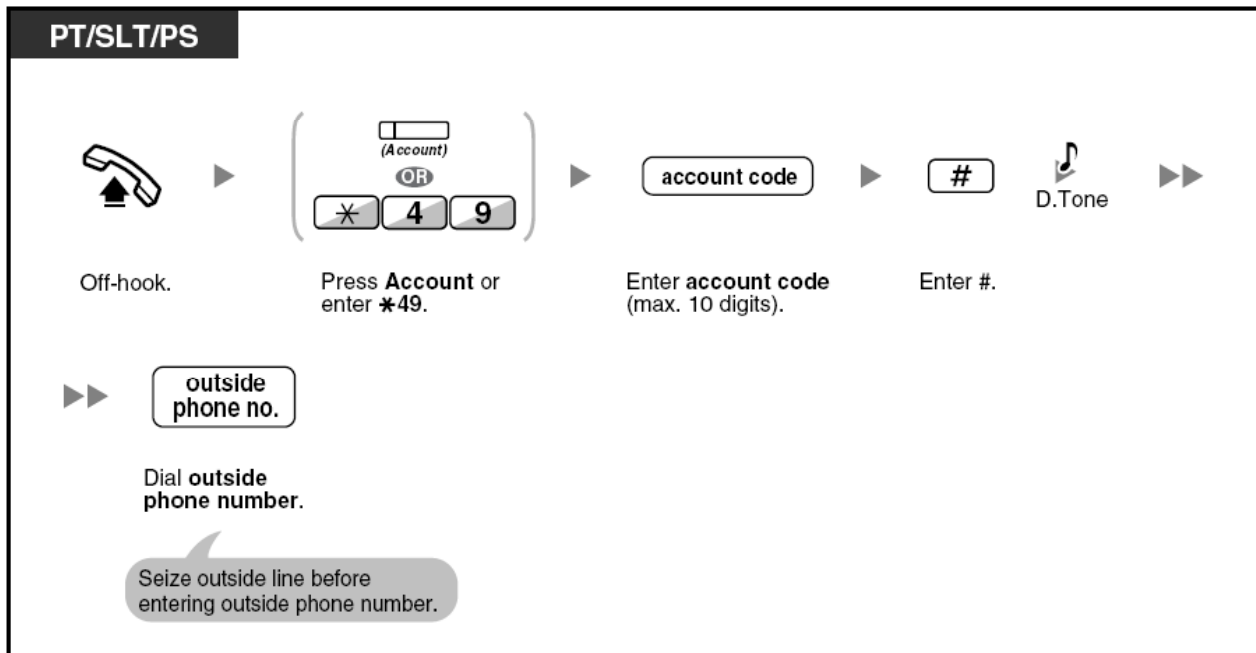 PT/SLT/PS
(Account)
OR
* 4 9
account code
#
D.Tone
Off-hook.
Press Account or
enter *49.
Enter account code
(max. 10 digits).
Enter #.
outside
phone no.
Dial outside
phone number.
Seize outside line before
entering outside phone number.